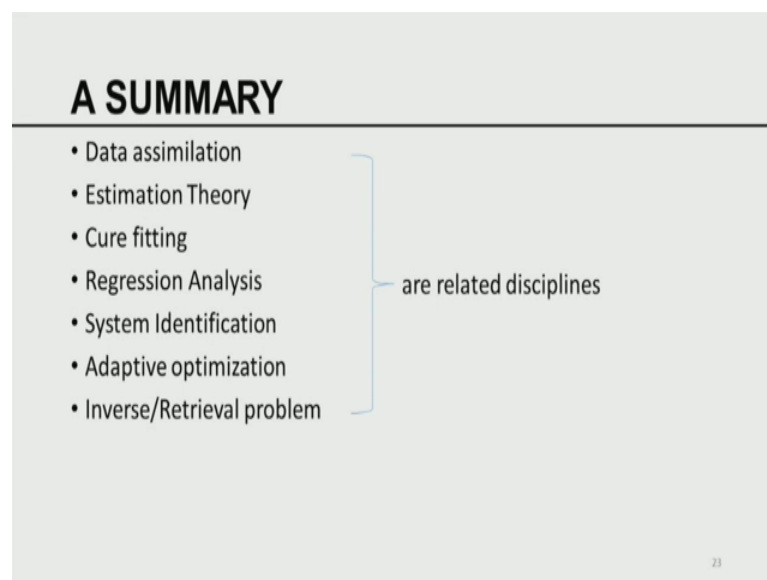 A SUMMARY
• Data assimilation
• Estimation Theory
• Cure fitting
• Regression Analysis
• System Identification
• Adaptive optimization
• Inverse/Retrieval problem
are related disciplines
23